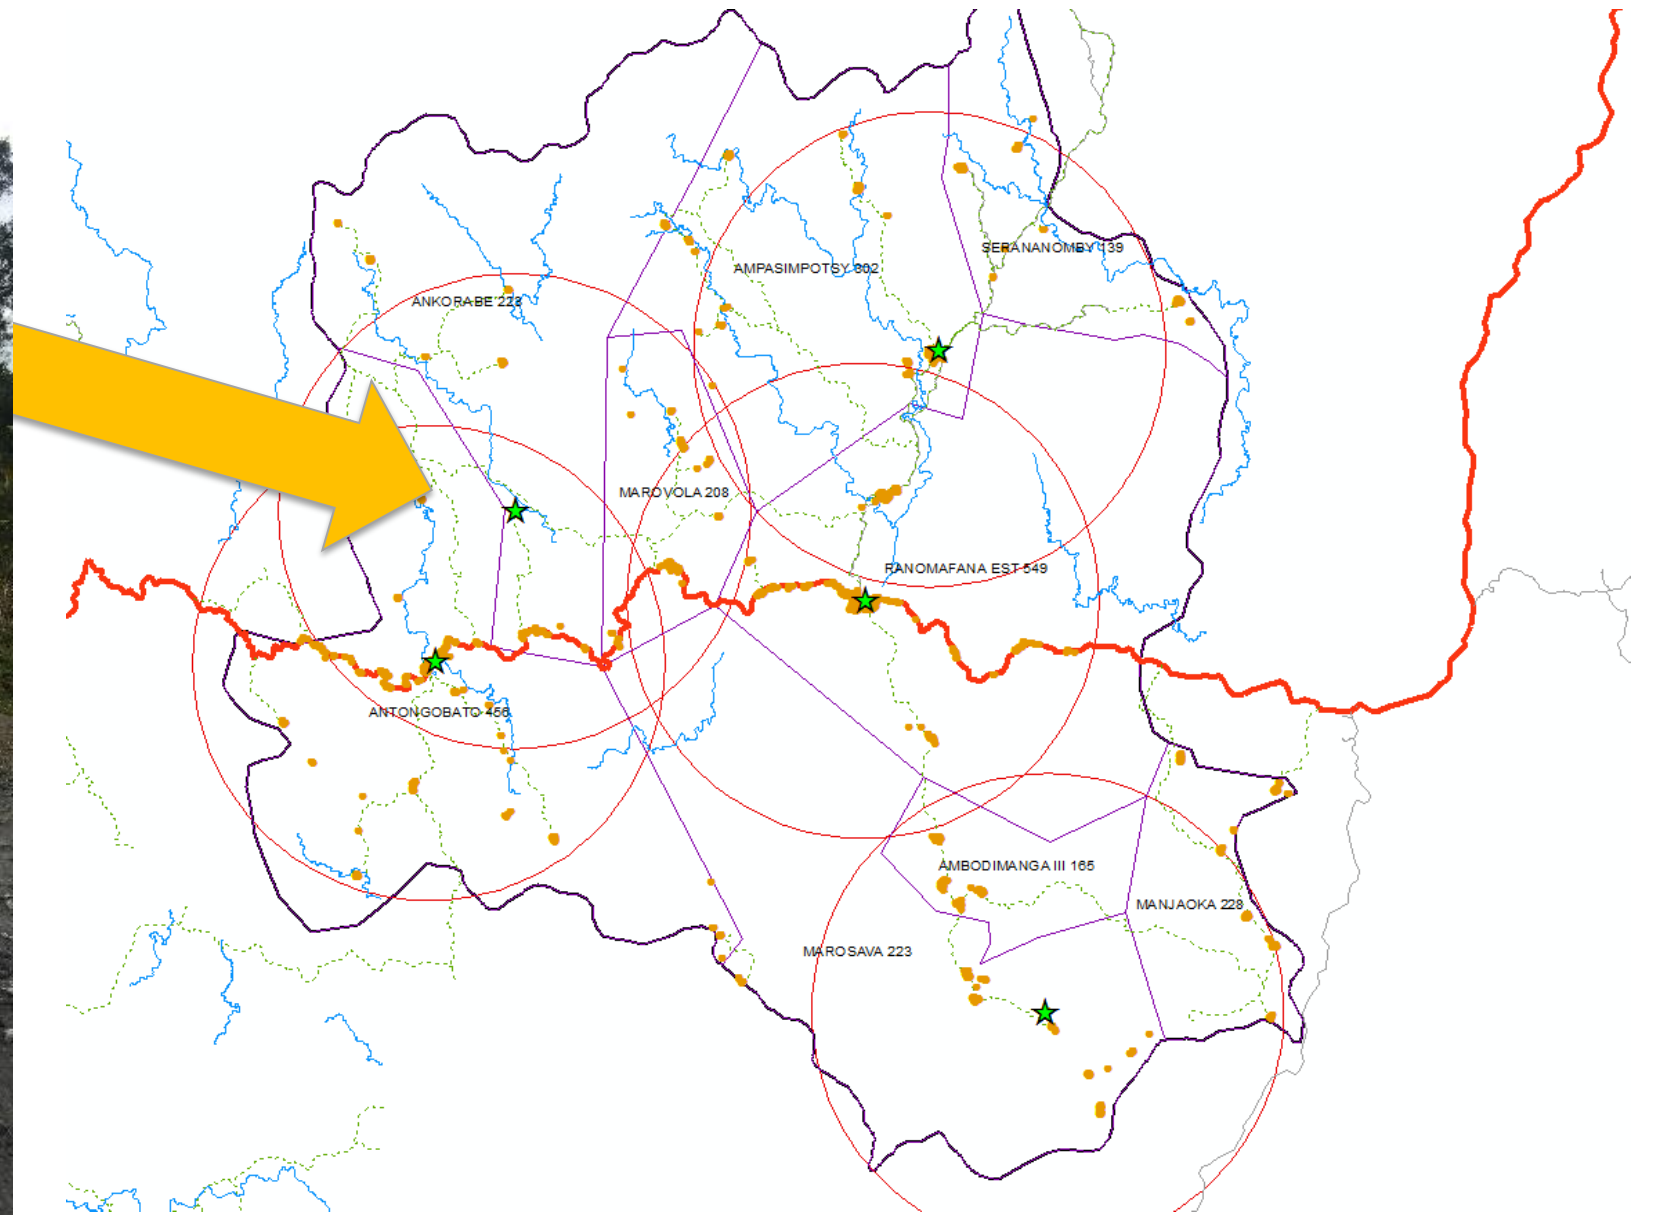 SERANANOMBY 139
AMPASIMPOTSY 302
ANKORABE 223
MAROVOLA 208
RANOMAFANA EST 549
ANTONGOBATO 456
AMBODIMANGA III 165
MANJAOKA 228
MAROSAVA 223